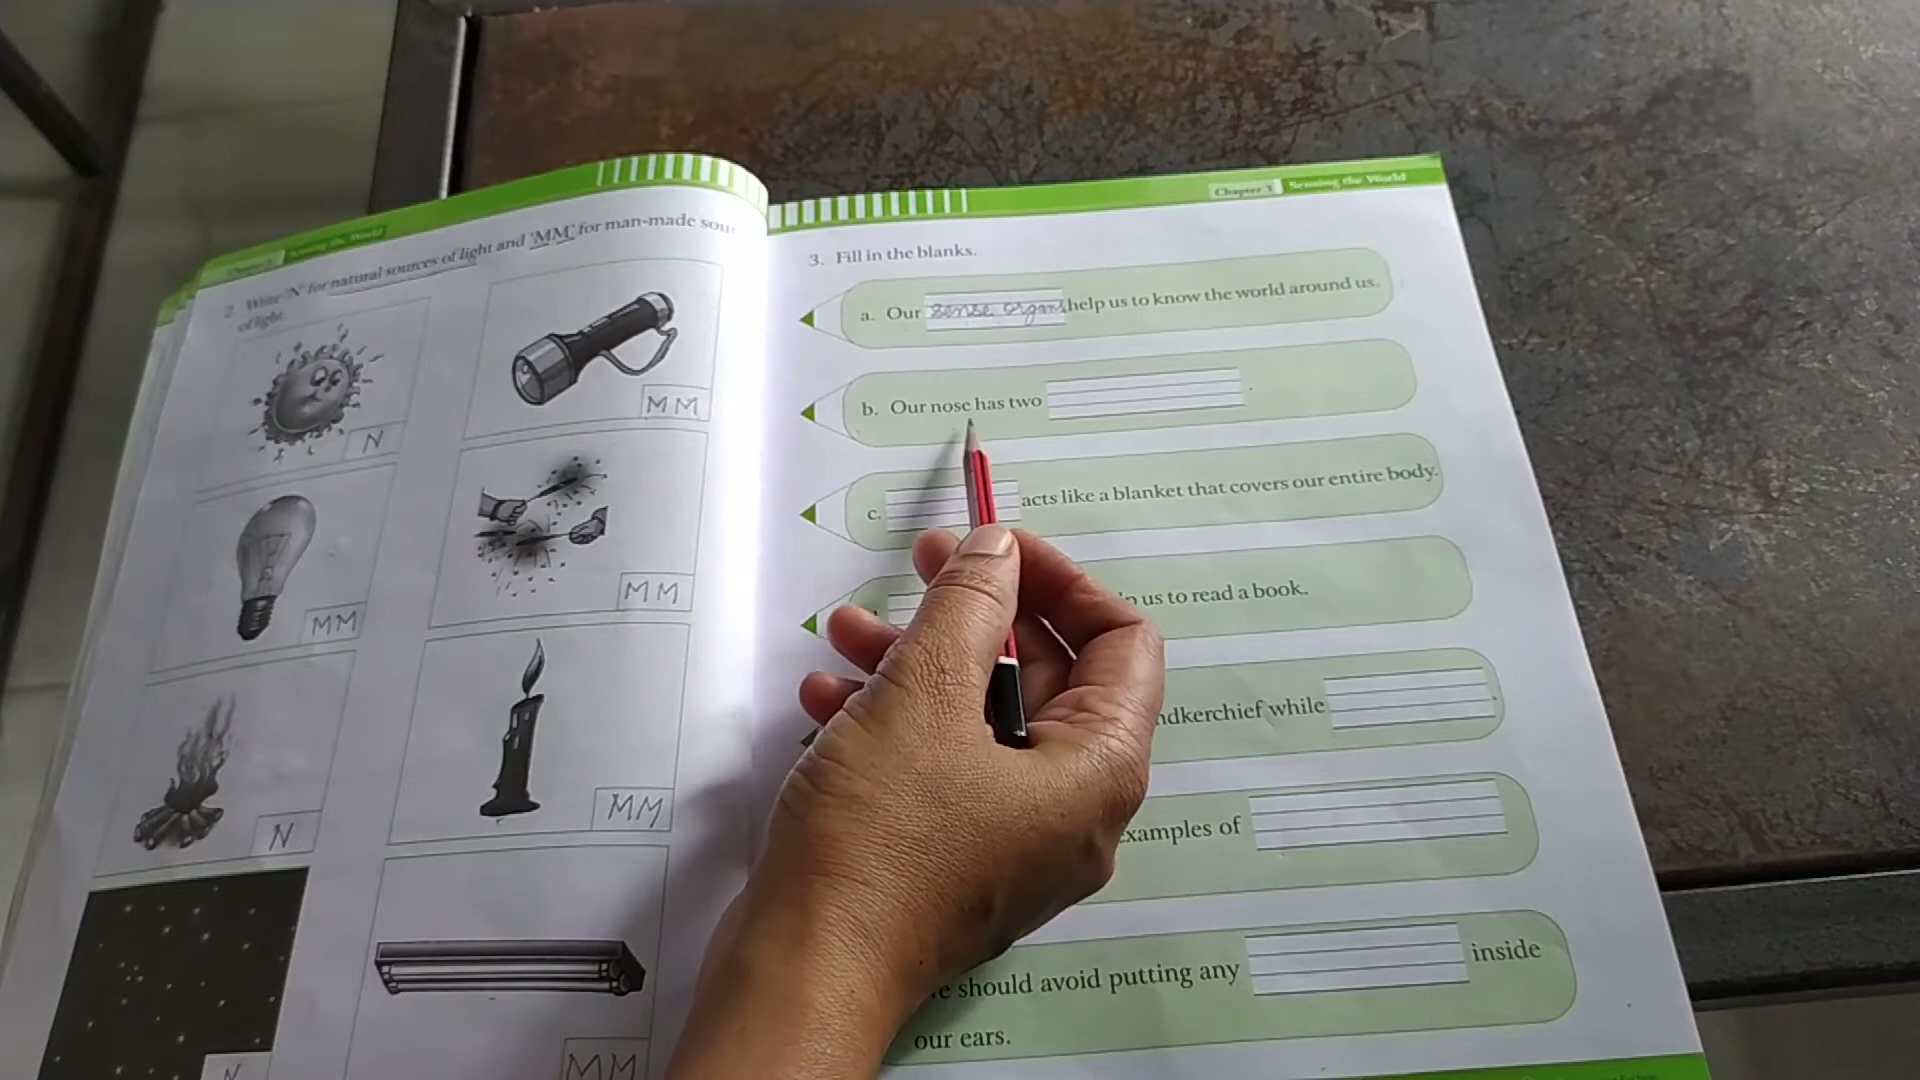 Sensing the World
2. Write 'N' for natural sources of light and 'MM' for man-made sou
of light.
N
MM
MM
MM
N
MM
N
MM
Chapter 3 Sensing the World
3. Fill in the blanks.
a. Our sense organs help us to know the world around us.
b. Our nose has two .
c. acts like a blanket that covers our entire body.
us to read a book.
ndkerchief while .
examples of
should avoid putting any inside
our ears.